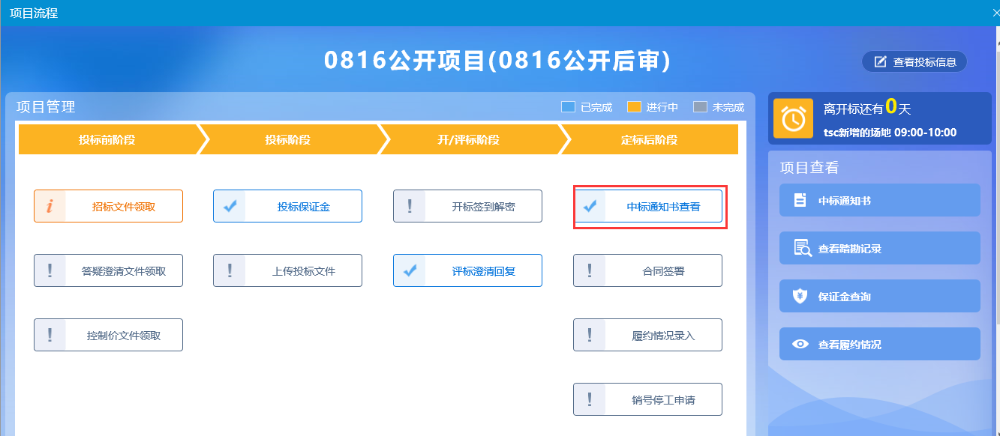 项目流程
0816公开项目(0816公开后审)
查看投标信息
项目管理
已完成
进行中
未完成
投标前阶段
投标阶段
开/评标阶段
定标后阶段
招标文件领取
投标保证金
开标签到解密
中标通知书查看
答疑澄清文件领取
上传投标文件
评标澄清回复
合同签署
控制价文件领取
履约情况录入
销号停工申请
离开标还有0天
tsc新增的场地 09:00-10:00
项目查看
中标通知书
查看踏勘记录
保证金查询
查看履约情况